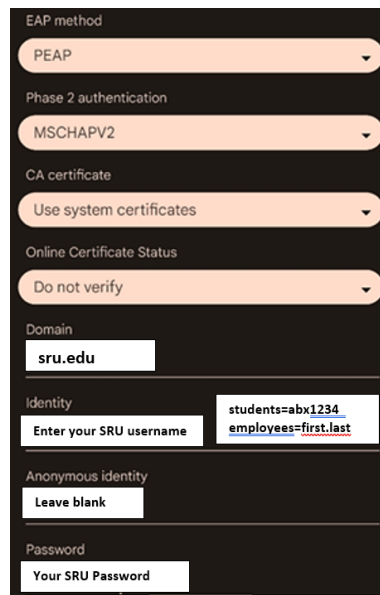 EAP method
PEAP
Phase 2 authentication
MSCHAPV2
CA certificate
Use system certificates
Online Certificate Status
Do not verify
Domain
sru.edu
Identity
Enter your SRU username
students=abx1234
employees=first.last
Anonymous identity
Leave blank
Password
Your SRU Password